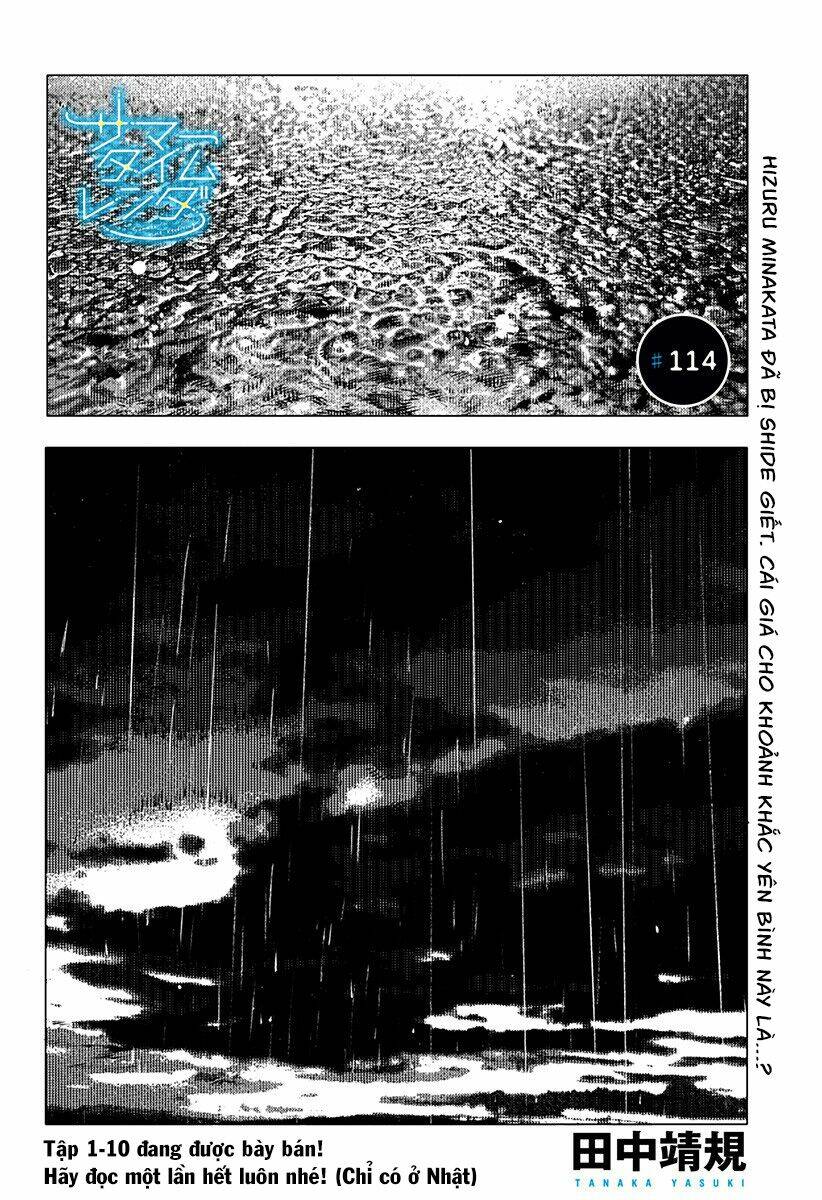 サマー
タイム
レンダ
#114
HIZURU MINAKATA ĐÃ BỊ SHIDE GIẾT. CÁI GIÁ CHO KHOẢNH KHẮC YÊN BÌNH NÀY LÀ...?
Tập 1-10 đang được bày bán!
Hãy đọc một lần hết luôn nhé! (Chỉ có ở Nhật)
田中靖規
TANAKA YASUKI